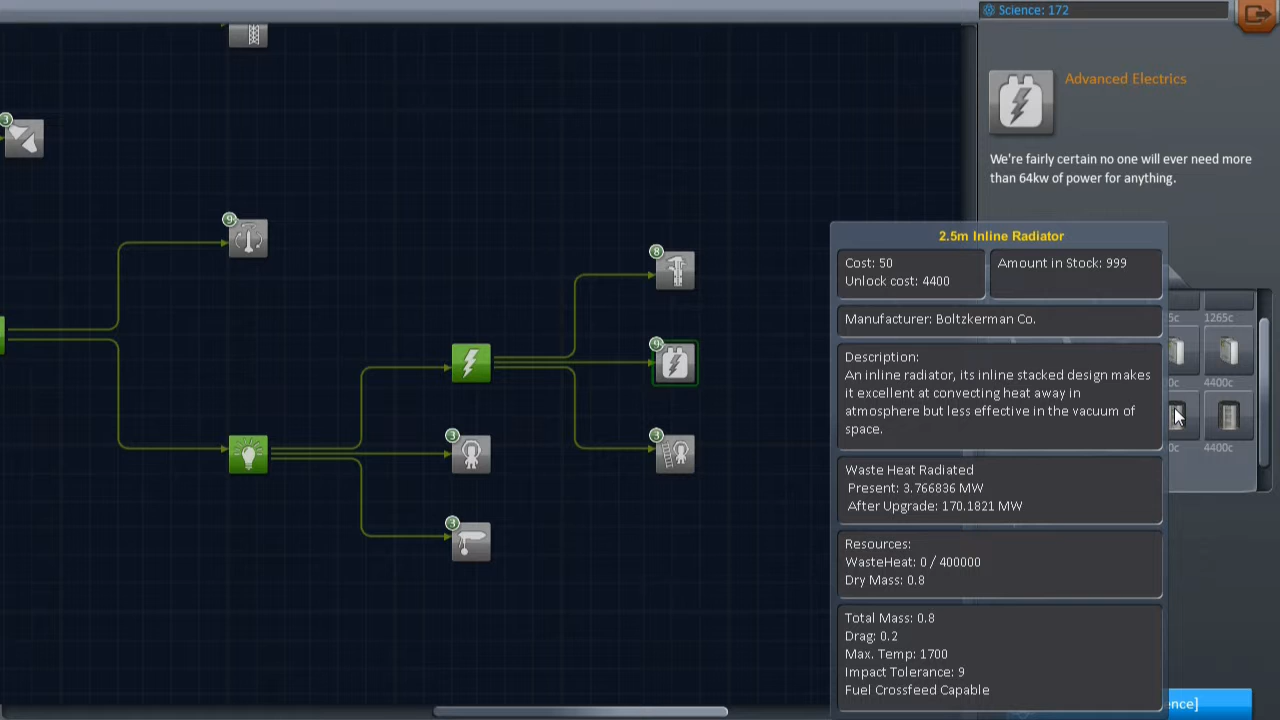 Science: 172
Advanced Electrics
We're fairly certain no one will ever need more
than 64kw of power for anything.
3
9
8
9
3
3
3
2.5m Inline Radiator
Cost: 50
Unlock cost: 4400
Amount in Stock: 999
Manufacturer: Boltzkerman Co.
Description:
An inline radiator, its inline stacked design makes
it excellent at convecting heat away in
atmosphere but less effective in the vacuum of
space.
Waste Heat Radiated
Present: 3.766836 MW
After Upgrade: 170.1821 MW
Resources:
WasteHeat: 0 / 400000
Dry Mass: 0.8
Total Mass: 0.8
Drag: 0.2
Max. Temp: 1700
Impact Tolerance: 9
Fuel Crossfeed Capable
5c
1265c
0c
4400c
0c
4400c
ence]